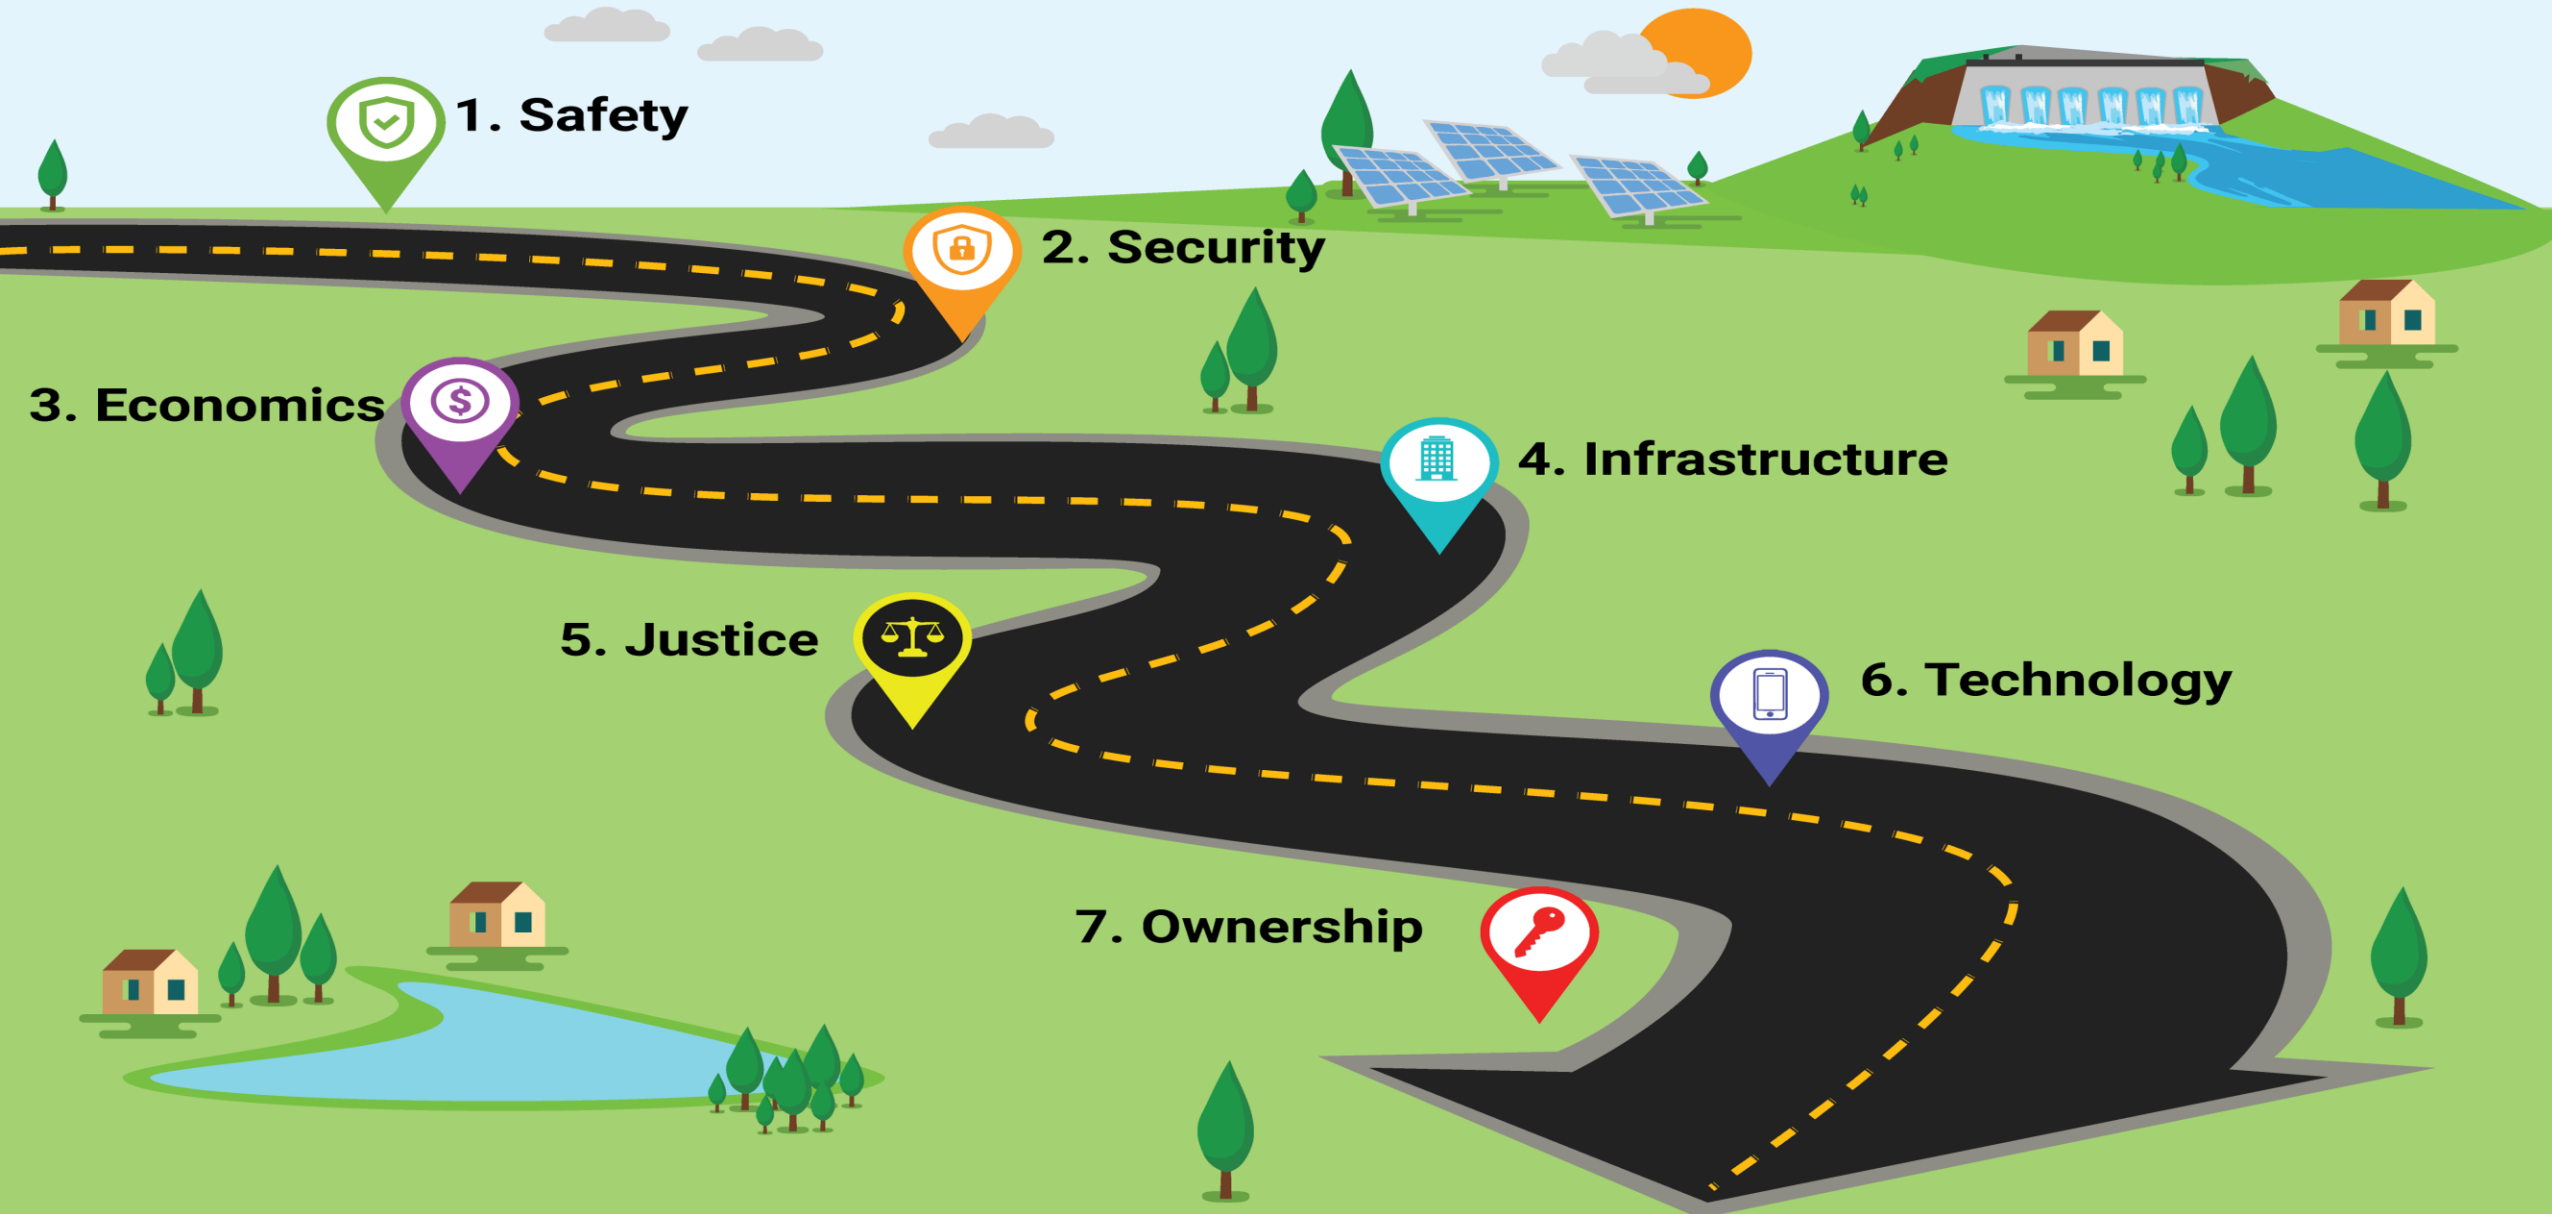 1. Safety
2. Security
3. Economics
$
4. Infrastructure
5. Justice
6. Technology
7. Ownership